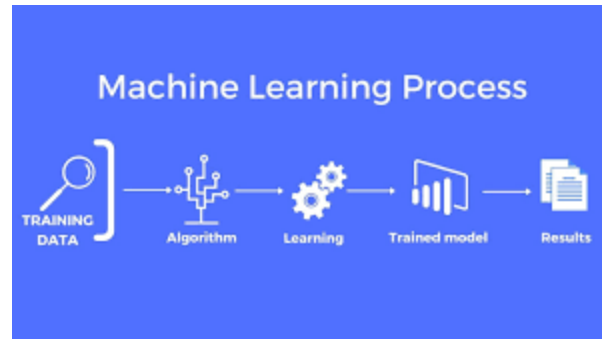 Machine Learning Process
TRAINING
DATA
Algorithm
Learning
Trained model
Results